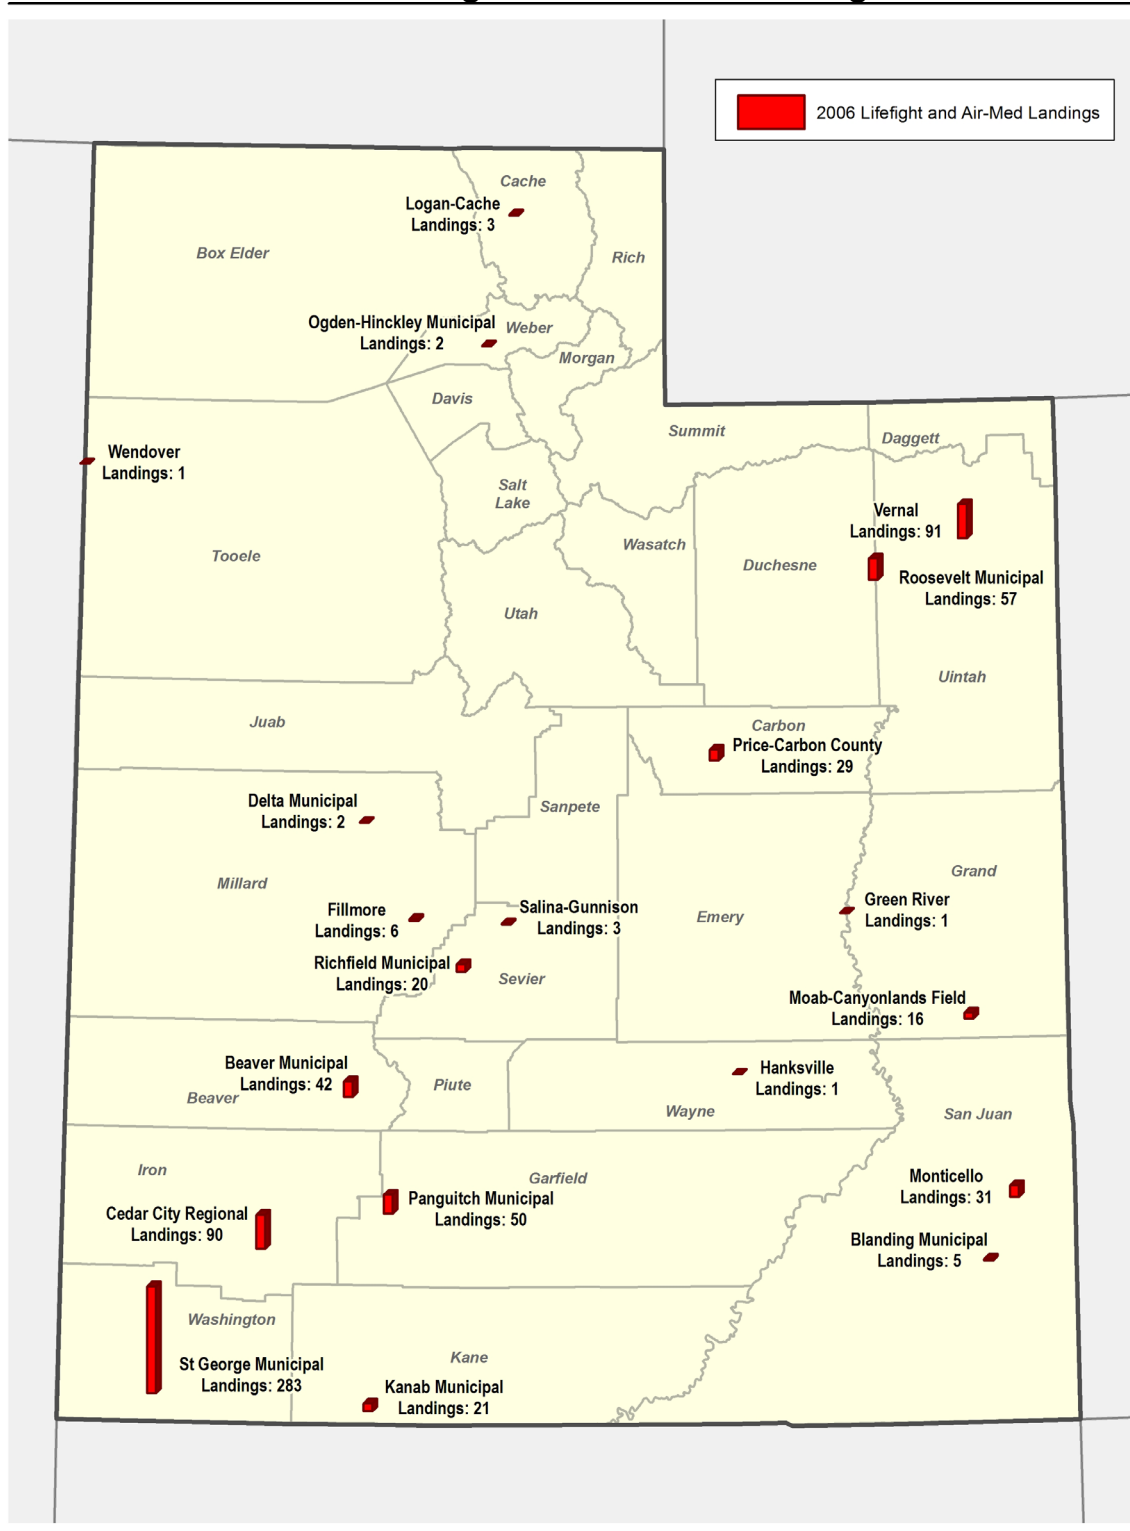 2006 Lifefight and Air-Med Landings
Cache
Logan-Cache
Landings: 3
Box Elder
Rich
Ogden-Hinckley Municipal
Landings: 2
Weber
Morgan
Davis
Summit
Daggett
Wendover
Landings: 1
Salt
Lake
Vernal
Landings: 91
Wasatch
Tooele
Duchesne
Roosevelt Municipal
Landings: 57
Utah
Uintah
Juab
Carbon
Price-Carbon County
Landings: 29
Delta Municipal
Landings: 2
Sanpete
Millard
Grand
Fillmore
Landings: 6
Salina-Gunnison
Landings: 3
Emery
Green River
Landings: 1
Richfield Municipal
Landings: 20
Sevier
Moab-Canyonlands Field
Landings: 16
Beaver Municipal
Landings: 42
Beaver
Piute
Hanksville
Landings: 1
Wayne
San Juan
Iron
Garfield
Monticello
Landings: 31
Panguitch Municipal
Landings: 50
Cedar City Regional
Landings: 90
Blanding Municipal
Landings: 5
Washington
St George Municipal
Landings: 283
Kane
Kanab Municipal
Landings: 21